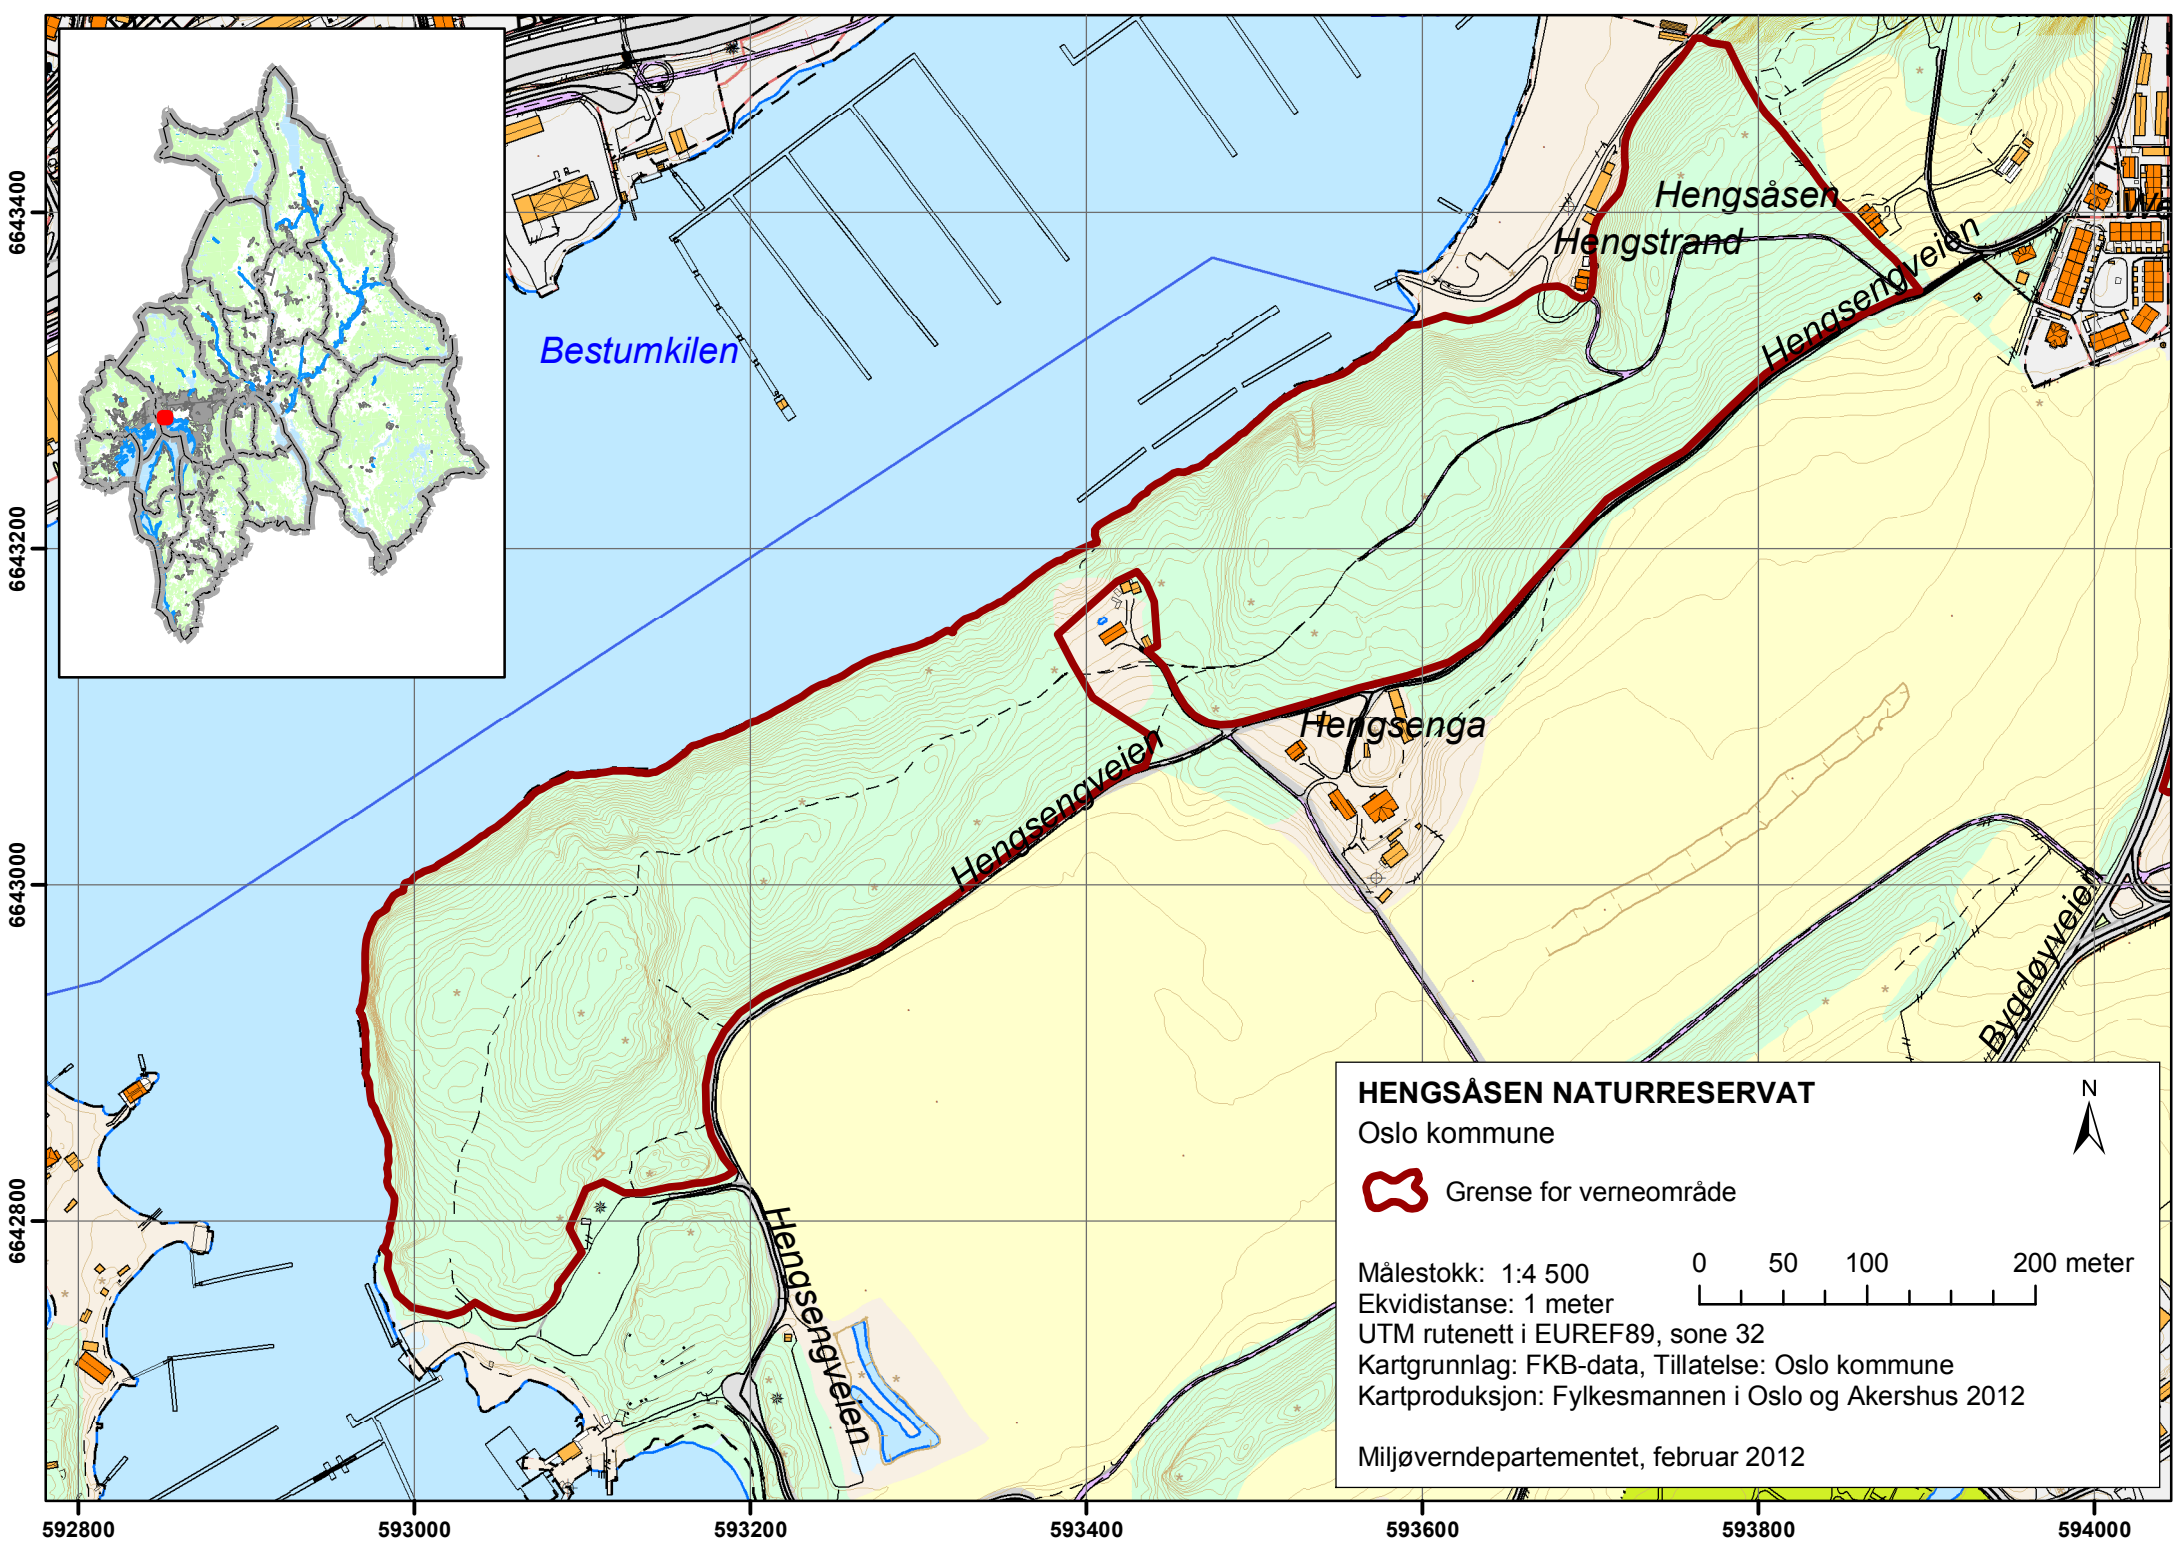 Bestumkilen
Hengsåsen
Hengstrand
Hengsengveien
Hengsenga
Hengsengveien
Hengsengveien
Bygdøyveien
6643400
6643200
6643000
6642800
592800
593000
593200
593400
593600
593800
594000
HENGSÅSEN NATURRESERVAT
Oslo kommune
N
Grense for verneområde
Målestokk: 1:4 500
Ekvidistanse: 1 meter
0 50 100 200 meter
UTM rutenett i EUREF89, sone 32
Kartgrunnlag: FKB-data, Tillatelse: Oslo kommune
Kartproduksjon: Fylkesmannen i Oslo og Akershus 2012
Miljøverndepartementet, februar 2012